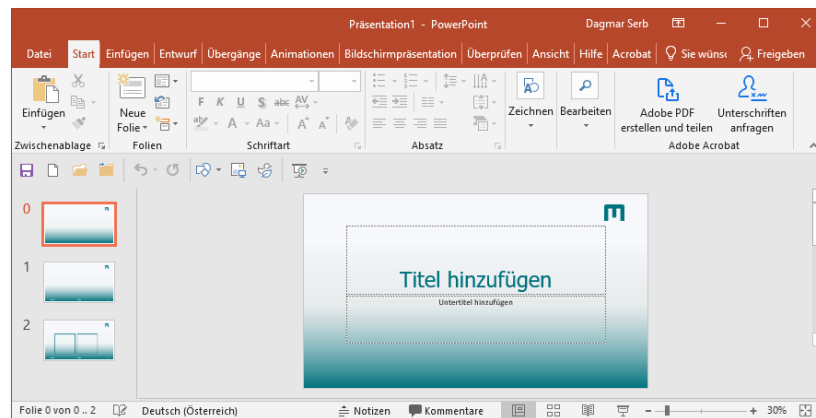 Präsentation1 - PowerPoint Dagmar Serb
Datei Start Einfügen Entwurf Übergänge Animationen Bildschirmpräsentation Überprüfen Ansicht Hilfe Acrobat Sie wünsc Freigeben
Einfügen
Neue
Folie
F K U S abc AV
A Aa A A
Zeichnen Bearbeiten
Adobe PDF
erstellen und teilen
Unterschriften
anfragen
Zwischenablage Folien Schriftart Absatz Adobe Acrobat
0
1
2
m
Titel hinzufügen
Untertitel hinzufügen
Folie 0 von 0 .. 2 Deutsch (Österreich) Notizen Kommentare 30%